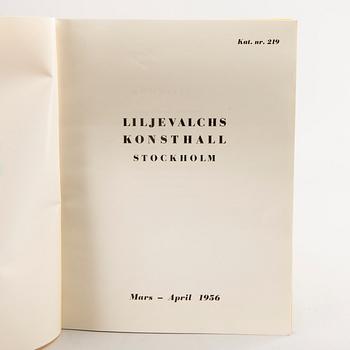 Kat. nr. 219
LILJEVALCHS
KONSTHALL
STOCKHOLM
Mars – April 1956